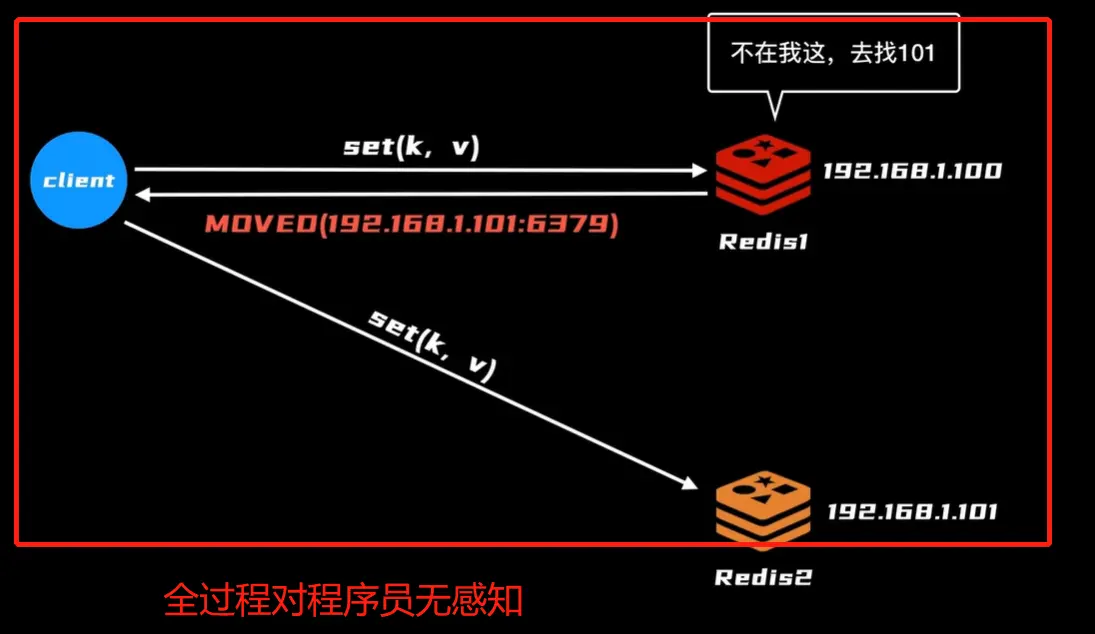 不在我这，去找101
set(k, v)
192.168.1.100
client
MOVED(192.168.1.101:6379)
Redis1
set(k, v)
192.168.1.101
Redis2
全过程对程序员无感知